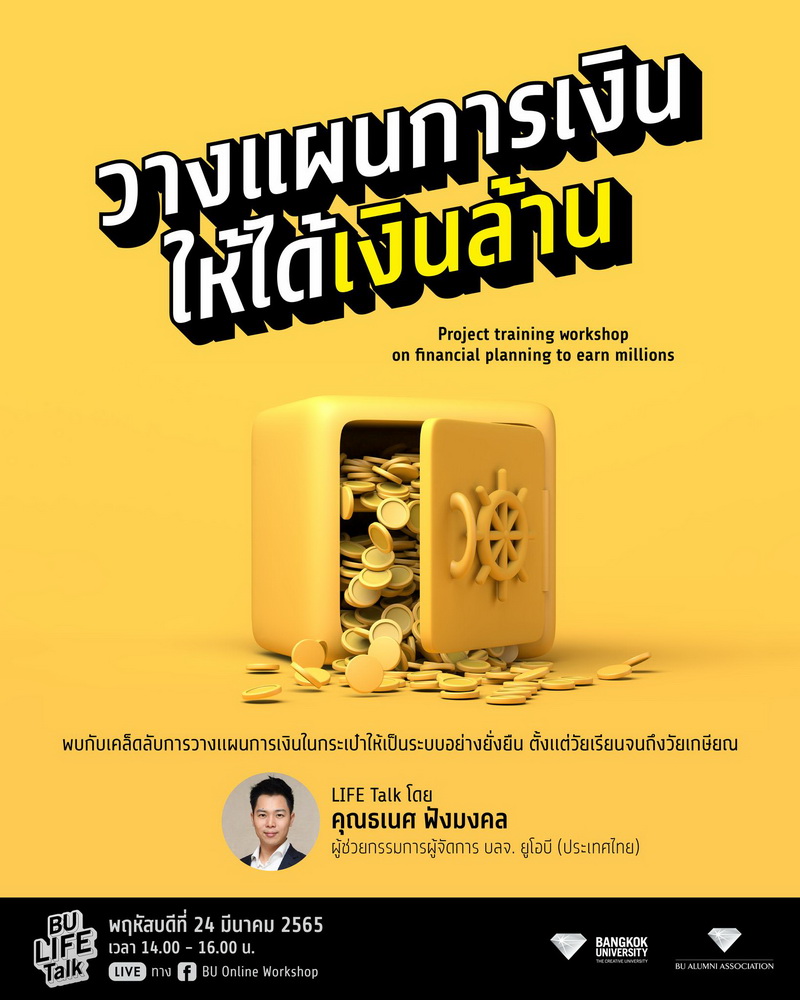 วางแผนการเงิน
ให้ได้เงินล้าน
Project training workshop
on financial planning to earn millions
พบกับเคล็ดลับการวางแผนการเงินในกระเป๋าให้เป็นระบบอย่างยั่งยืน ตั้งแต่วัยเรียนจนถึงวัยเกษียณ
LIFE Talk โดย
คุณธเนศ ฟังมงคล
ผู้ช่วยกรรมการผู้จัดการ บลจ. ยูโอบี (ประเทศไทย)
BU
LIFE
Talk
พฤหัสบดีที่ 24 มีนาคม 2565
เวลา 14.00 - 16.00 น.
LIVE ทาง f BU Online Workshop
BANGKOK
UNIVERSITY
THE CREATIVE UNIVERSITY
BU ALUMNI ASSOCIATION